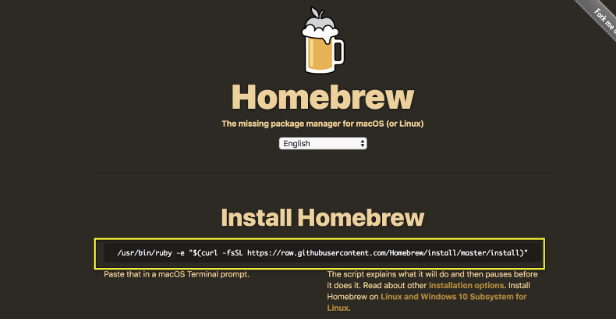 Fork me
Homebrew
The missing package manager for macOS (or Linux)
English
Install Homebrew
/usr/bin/ruby -e "$(curl -fsSL https://raw.githubusercontent.com/Homebrew/install/master/install)"
Paste that in a macOS Terminal prompt.
The script explains what it will do and then pauses before
it does it. Read about other installation options. Install
Homebrew on Linux and Windows 10 Subsystem for
Linux.